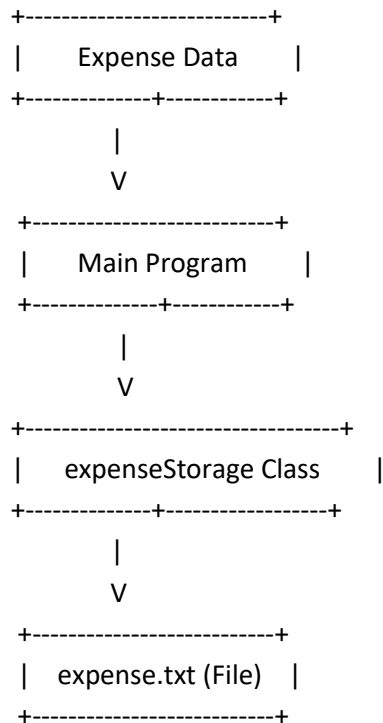 +---------------------------+
|      Expense Data       |
+--------------+------------+
|
V
+---------------------------+
|      Main Program       |
+--------------+------------+
|
V
+-----------------------------------+
|     expenseStorage Class       |
+--------------+------------------+
|
V
+---------------------------+
|    expense.txt (File)    |
+---------------------------+